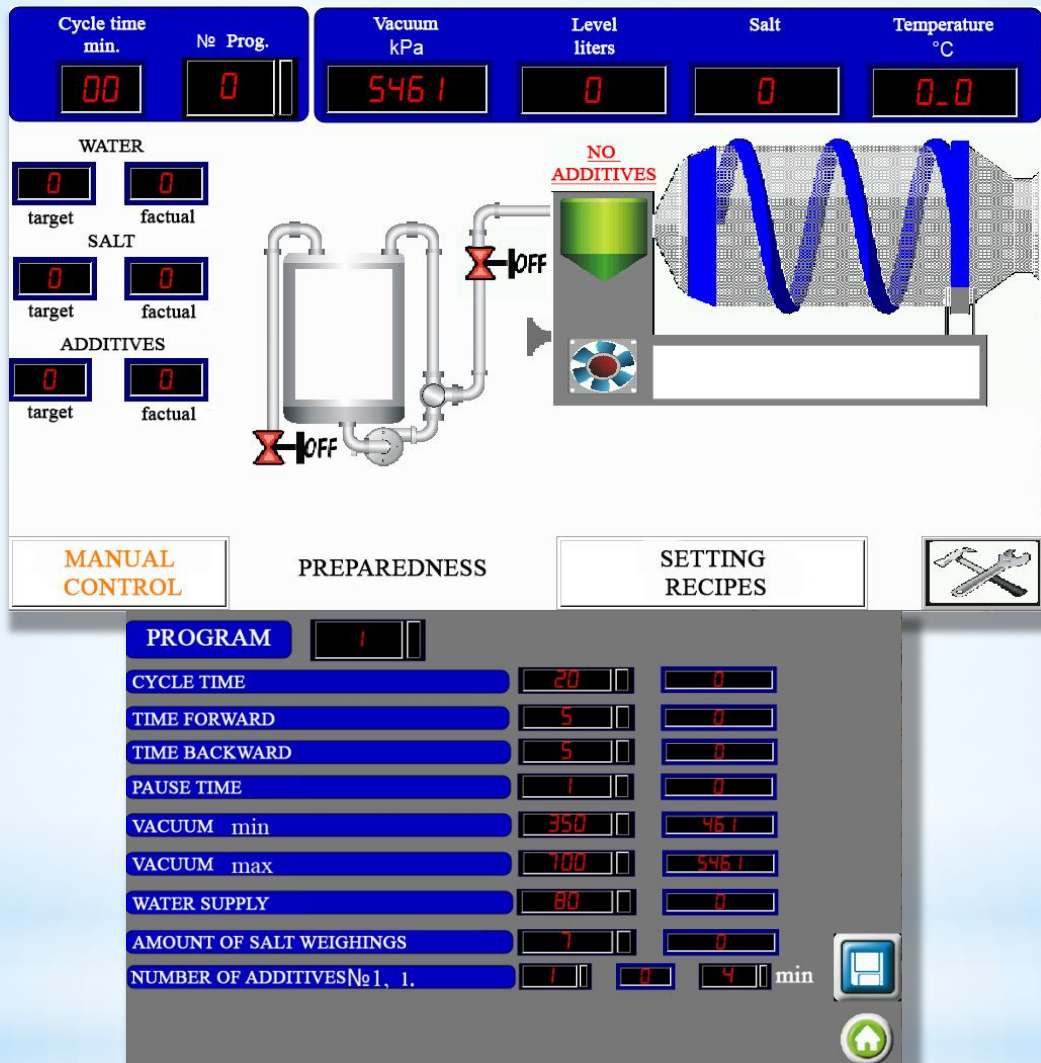 Cycle time
min.
№ Prog.
Vacuum
kPa
Level
liters
Salt
Temperature
°C
00
0
5461
0
0
0_0
WATER
0
0
target
factual
SALT
0
0
target
factual
ADDITIVES
0
0
target
factual
NO
ADDITIVES
OFF
OFF
MANUAL
CONTROL
PREPAREDNESS
SETTING
RECIPES
PROGRAM 1
CYCLE TIME 20 0
TIME FORWARD 5 0
TIME BACKWARD 5 0
PAUSE TIME 1 0
VACUUM min 350 461
VACUUM max 700 5461
WATER SUPPLY 80 0
AMOUNT OF SALT WEIGHINGS 7 0
NUMBER OF ADDITIVES№1, l. 1 0 4 min